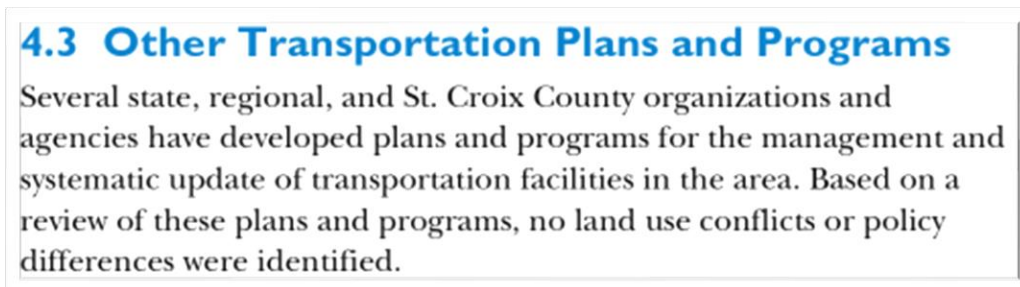 4.3 Other Transportation Plans and Programs
Several state, regional, and St. Croix County organizations and
agencies have developed plans and programs for the management and
systematic update of transportation facilities in the area. Based on a
review of these plans and programs, no land use conflicts or policy
differences were identified.